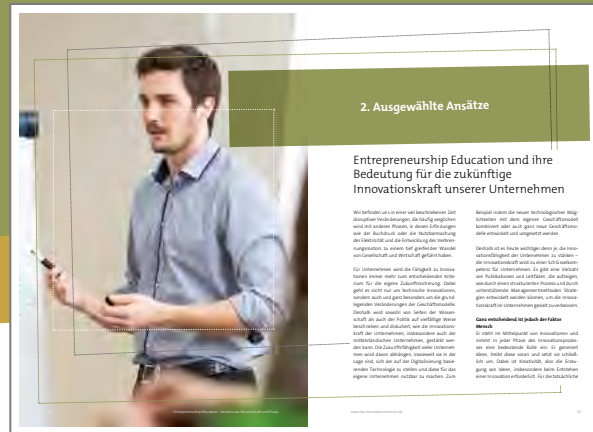 2. Ausgewählte Ansätze
Entrepreneurship Education und ihre
Bedeutung für die zukünftige
Innovationskraft unserer Unternehmen
Wir befinden uns in einer viel beschriebenen Zeit
disruptiver Veränderungen, die häufig verglichen
wird mit anderen Phasen, in denen Erfindungen
wie der Buchdruck oder die Nutzbarmachung
der Elektrizität und die Entwicklung des Verbren-
nungsmotors zu einem tief greifenden Wandel
von Gesellschaft und Wirtschaft geführt haben.
Für Unternehmen wird die Fähigkeit zu Innova-
tionen immer mehr zum entscheidenden Krite-
rium für die eigene Zukunftssicherung. Dabei
geht es nicht nur um technische Innovationen,
sondern auch und ganz besonders um die grund-
legenden Veränderungen der Geschäftsmodelle.
Deshalb wird sowohl von Seiten der Wissen-
schaft als auch der Politik auf vielfältige Weise
beschrieben und diskutiert, wie die Innovations-
kraft der Unternehmen, insbesondere auch der
mittelständischen Unternehmen, gestärkt wer-
den kann. Die Zukunftsfähigkeit vieler Unterneh-
men wird davon abhängen, inwieweit sie in der
Lage sind, sich der auf der Digitalisierung basie-
renden Technologien zu stellen und diese für das
eigene Unternehmen nutzbar zu machen. Zum
Beispiel indem die neuen technologischen Mög-
lichkeiten mit dem eigenen Geschäftsmodell
kombiniert oder auch ganz neue Geschäftsmo-
delle entwickelt und umgesetzt werden.
Deshalb ist es heute wichtiger denn je, die Inno-
vationsfähigkeit der Unternehmen zu stärken –
die Innovationskraft wird zu einer Schlüsselkom-
petenz für Unternehmen. Es gibt eine Vielzahl
von Publikationen und Leitfäden, die aufzeigen,
wie durch einen strukturierten Prozess und durch
unterstützende Managementmethoden Strate-
gien entwickelt werden können, um die Innova-
tionskraft im Unternehmen gezielt zu verbessern.
Ganz entscheidend ist jedoch der Faktor
Mensch
Er steht im Mittelpunkt von Innovationen und
nimmt in jeder Phase des Innovationsprozes-
ses eine bedeutende Rolle ein. Er generiert
Ideen, treibt diese voran und setzt sie schließ-
lich um. Dabei ist Kreativität, also die Erzeu-
gung von Ideen, insbesondere beim Entstehen
einer Innovation erforderlich. Für die tatsächliche